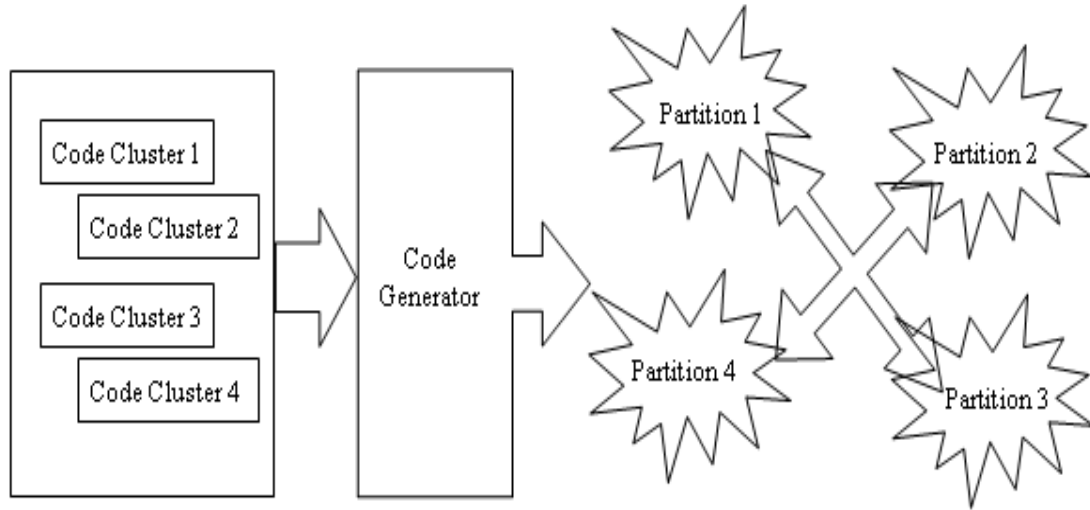 Code Cluster 1
Code Cluster 2
Code Cluster 3
Code Cluster 4
Code
Generator
Partition 1
Partition 2
Partition 4
Partition 3